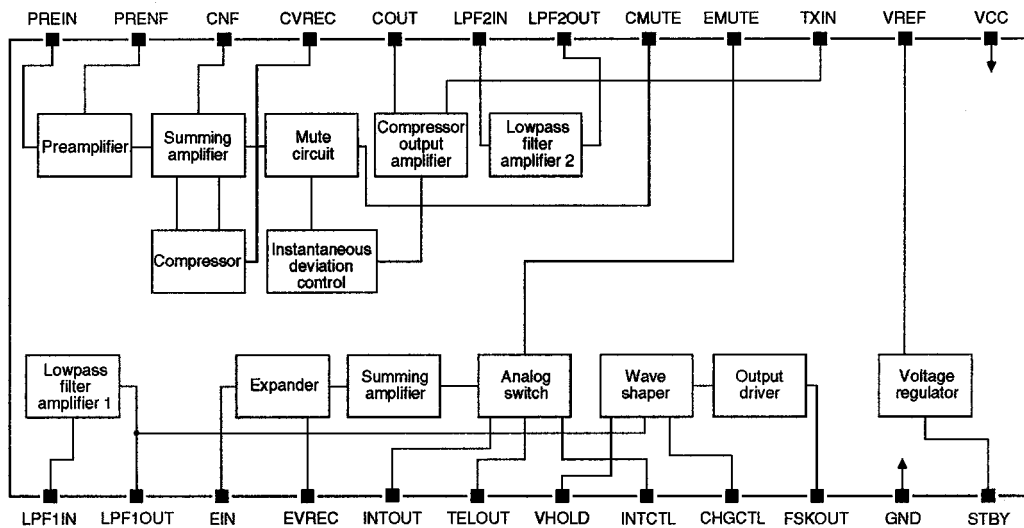 PREIN PRENF CNF CVREC COUT LPF2IN LPF2OUT CMUTE EMUTE TXIN VREF VCC
Preamplifier
Summing
amplifier
Mute
circuit
Compressor
output
amplifier
Lowpass
filter
amplifier 2
Compressor
Instantaneous
deviation
control
Lowpass
filter
amplifier 1
Expander
Summing
amplifier
Analog
switch
Wave
shaper
Output
driver
Voltage
regulator
LPF1IN LPF1OUT EIN EVREC INTOUT TELOUT VHOLD INTCTL CHGCTL FSKOUT GND STBY